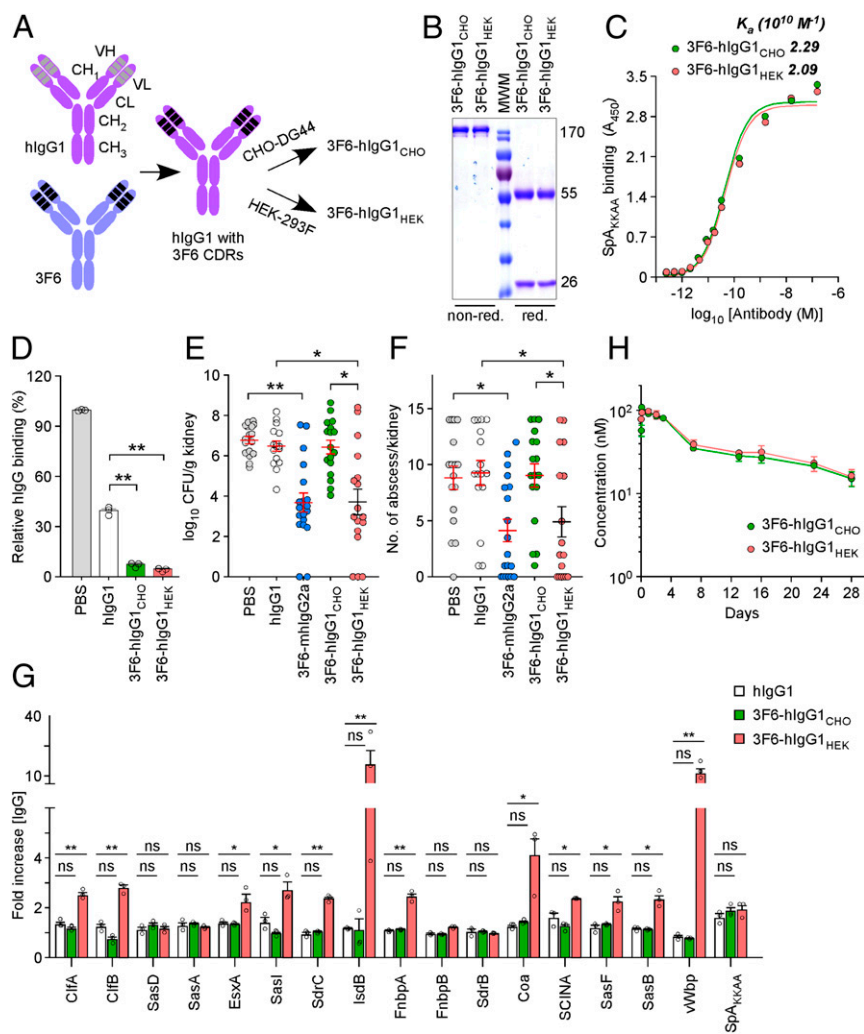 A
VH
CH1
VL
CL
CH2
CH3
hIgG1
3F6
hIgG1 with
3F6 CDRs
CHO-DG44
HEK-293F
3F6-hIgG1CHO
3F6-hIgG1HEK
B
3F6-hIgG1CHO
3F6-hIgG1HEK
MWM
3F6-hIgG1CHO
3F6-hIgG1HEK
170
55
26
non-red.
red.
C
Ka (10^10 M^-1)
3F6-hIgG1CHO 2.29
3F6-hIgG1HEK 2.09
SpAKKAA binding (A450)
3.5
2.8
2.1
1.4
0.7
0
-12
-10
-8
-6
log10 [Antibody (M)]
D
Relative hIgG binding (%)
120
80
40
0
**
**
PBS
hIgG1
3F6-hIgG1CHO
3F6-hIgG1HEK
E
log10 CFU/g kidney
10
8
6
4
2
0
*
**
*
PBS
hIgG1
3F6-mhIgG2a
3F6-hIgG1CHO
3F6-hIgG1HEK
F
No. of abscess/kidney
15
10
5
0
*
*
*
PBS
hIgG1
3F6-mhIgG2a
3F6-hIgG1CHO
3F6-hIgG1HEK
H
Concentration (nM)
10^2
10^1
10^0
3F6-hIgG1CHO
3F6-hIgG1HEK
0 4 8 12 16 20 24 28
Days
G
hIgG1
3F6-hIgG1CHO
3F6-hIgG1HEK
Fold increase [IgG]
40
10
6
4
2
0
**
ns
**
ns
ns
ns
ns
ns
*
ns
*
ns
**
ns
**
ns
**
ns
ns
ns
ns
ns
*
ns
*
ns
*
ns
*
ns
**
ns
ns
ns
ClfA
ClfB
SasD
SasA
EsxA
SasI
SdrC
IsdB
FnbpA
FnbpB
SdrB
Coa
SCINA
SasF
SasB
vWbp
SpAKKAA